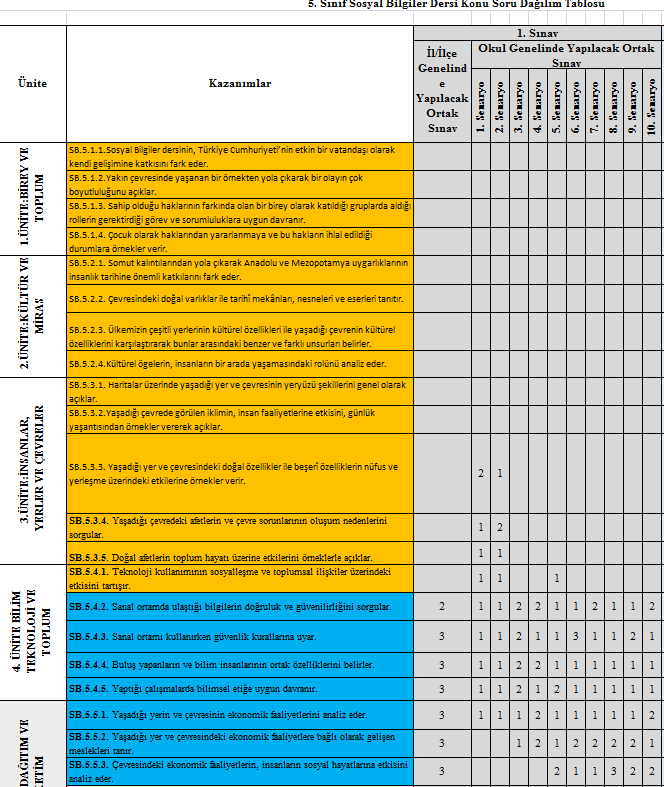 5. Sınıf Sosyal Bilgiler Dersi Konu Soru Dağılım Tablosu
Ünite
Kazanımlar
İl/İlçe
Genelind
e
Yapılacak
Ortak
Sınav
1. Sınav
Okul Genelinde Yapılacak Ortak
Sınav
1. Senaryo
2. Senaryo
3. Senaryo
4. Senaryo
5. Senaryo
6. Senaryo
7. Senaryo
8. Senaryo
9. Senaryo
10. Senaryo
1.ÜNİTE:BİREY VE
TOPLUM
SB.5.1.1.Sosyal Bilgiler dersinin, Türkiye Cumhuriyeti'nin etkin bir vatandaşı olarak
kendi gelişimine katkısını fark eder.
SB.5.1.2.Yakın çevresinde yaşanan bir örnekten yola çıkarak bir olayın çok
boyutluluğunu açıklar.
SB.5.1.3. Sahip olduğu haklarının farkında olan bir birey olarak katıldığı gruplarda aldığı
rollerin gerektirdiği görev ve sorumluluklara uygun davranır.
SB.5.1.4. Çocuk olarak haklarından yararlanmaya ve bu hakların ihlal edildiği
durumlara örnekler verir.
2.ÜNİTE:KÜLTÜR VE
MİRAS
SB.5.2.1. Somut kalıntılarından yola çıkarak Anadolu ve Mezopotamya uygarlıklarının
insanlık tarihine önemli katkılarını fark eder.
SB.5.2.2. Çevresindeki doğal varlıklar ile tarihî mekânları, nesneleri ve eserleri tanıtır.
SB.5.2.3. Ülkemizin çeşitli yerlerinin kültürel özellikleri ile yaşadığı çevrenin kültürel
özelliklerini karşılaştırarak bunlar arasındaki benzer ve farklı unsurları belirler.
SB.5.2.4.Kültürel ögelerin, insanların bir arada yaşamasındaki rolünü analiz eder.
3.ÜNİTE:İNSANLAR,
YERLER VE ÇEVRELER
SB.5.3.1. Haritalar üzerinde yaşadığı yer ve çevresinin yeryüzü şekillerini genel olarak
açıklar.
SB.5.3.2.Yaşadığı çevrede görülen iklimin, insan faaliyetlerine etkisini, günlük
yaşantısından örnekler vererek açıklar.
SB.5.3.3. Yaşadığı yer ve çevresindeki doğal özellikler ile beşerî özelliklerin nüfus ve
yerleşme üzerindeki etkilerine örnekler verir.
2 1
SB.5.3.4. Yaşadığı çevredeki afetlerin ve çevre sorunlarının oluşum nedenlerini
sorgular.
1 2
SB.5.3.5. Doğal afetlerin toplum hayatı üzerine etkilerini örneklerle açıklar.
1 1
4. ÜNİTE BİLİM
TEKNOLOJİ VE
TOPLUM
SB.5.4.1. Teknoloji kullanımının sosyalleşme ve toplumsal ilişkiler üzerindeki
etkisini tartışır.
1 1 1
SB.5.4.2. Sanal ortamda ulaştığı bilgilerin doğruluk ve güvenilirliğini sorgular.
2 1 1 2 2 1 1 2 1 1 2
SB.5.4.3. Sanal ortamı kullanırken güvenlik kurallarına uyar.
3 1 1 2 1 1 3 1 1 2 1
SB.5.4.4. Buluş yapanların ve bilim insanlarının ortak özelliklerini belirler.
3 1 1 2 2 1 1 1 1 1 1
SB.5.4.5. Yaptığı çalışmalarda bilimsel etiğe uygun davranır.
3 1 1 2 1 2 1 1 1 1 1
DAĞITIM VE
KETİM
SB.5.5.1. Yaşadığı yerin ve çevresinin ekonomik faaliyetlerini analiz eder.
3 1 1 1 2 1 1 1 1 1 2
SB.5.5.2. Yaşadığı yer ve çevresindeki ekonomik faaliyetlere bağlı olarak gelişen
meslekleri tanır.
3 1 2 1 2 2 2 2 1
SB.5.5.3. Çevresindeki ekonomik faaliyetlerin, insanların sosyal hayatlarına etkisini
analiz eder.
3 2 1 1 3 2 2